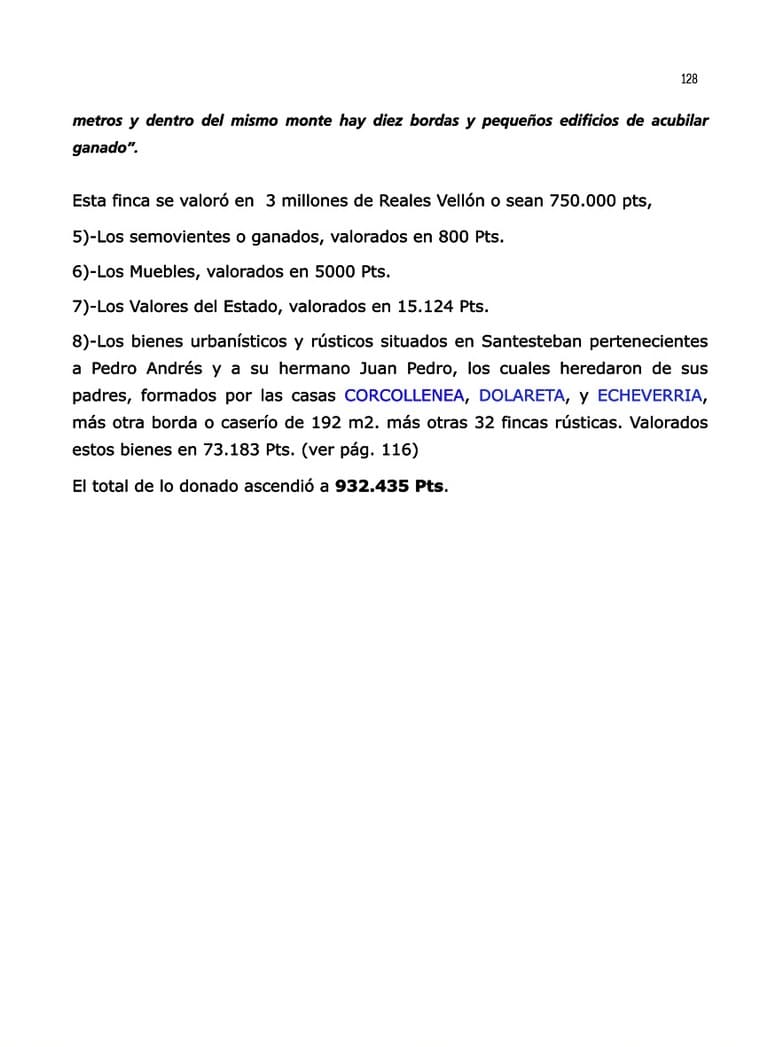 128
metros y dentro del mismo monte hay diez bordas y pequeños edificios de acubilar
ganado”.
Esta finca se valoró en 3 millones de Reales Vellón o sean 750.000 pts,
5)-Los semovientes o ganados, valorados en 800 Pts.
6)-Los Muebles, valorados en 5000 Pts.
7)-Los Valores del Estado, valorados en 15.124 Pts.
8)-Los bienes urbanísticos y rústicos situados en Santesteban pertenecientes
a Pedro Andrés y a su hermano Juan Pedro, los cuales heredaron de sus
padres, formados por las casas CORCOLLENEA, DOLARETA, y ECHEVERRIA,
más otra borda o caserío de 192 m2. más otras 32 fincas rústicas. Valorados
estos bienes en 73.183 Pts. (ver pág. 116)
El total de lo donado ascendió a 932.435 Pts.